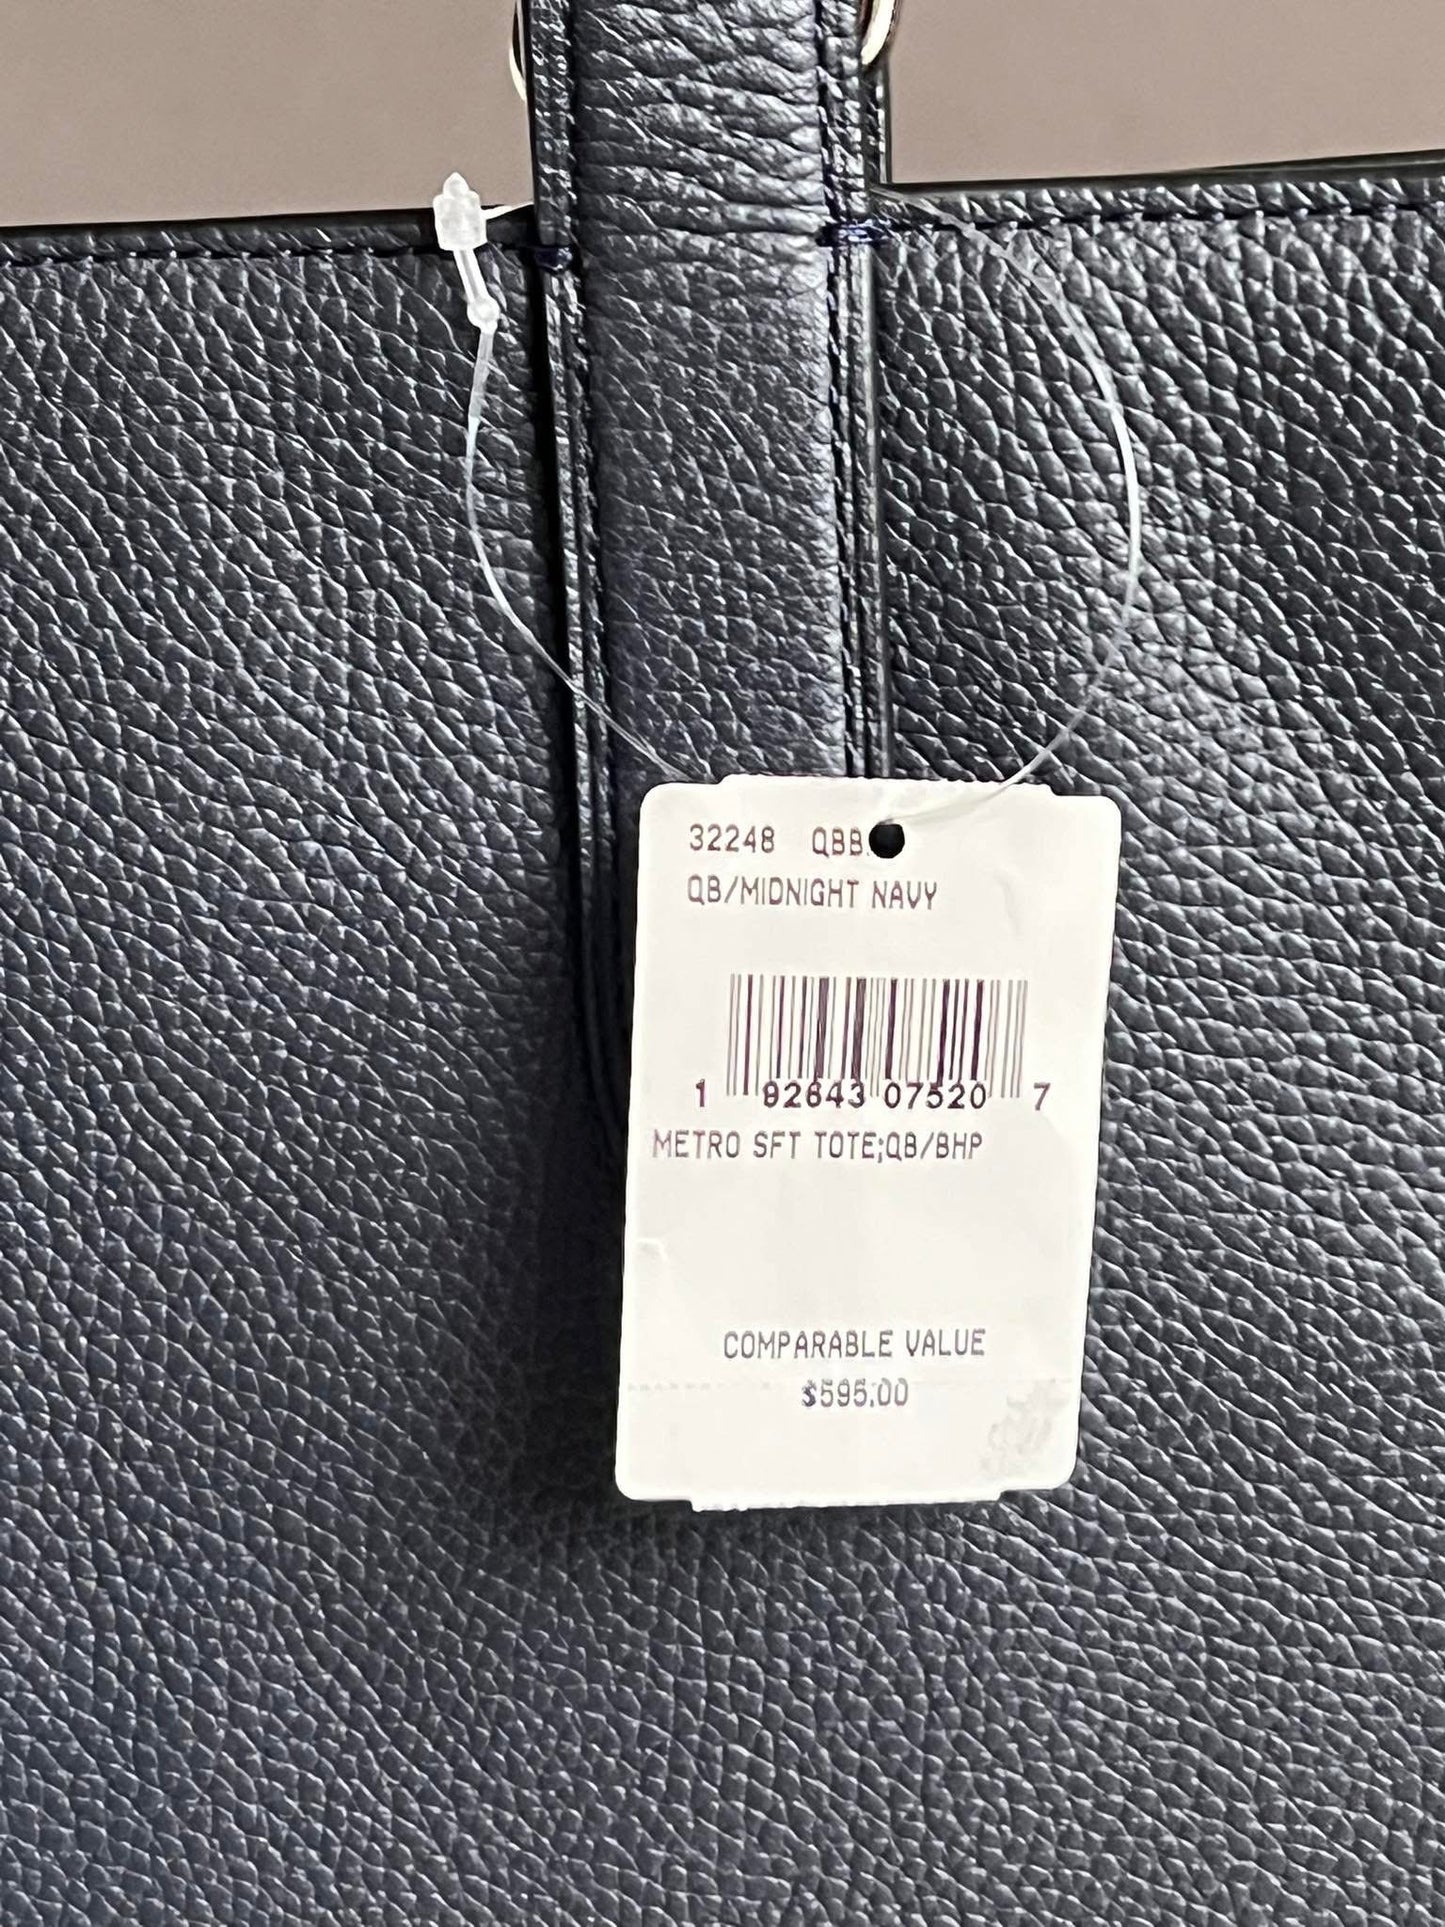 32248 QBB
QB/MIDNIGHT NAVY
1 92643 07520 7
METRO SFT TOTE;QB/BHP
COMPARABLE VALUE
$595.00